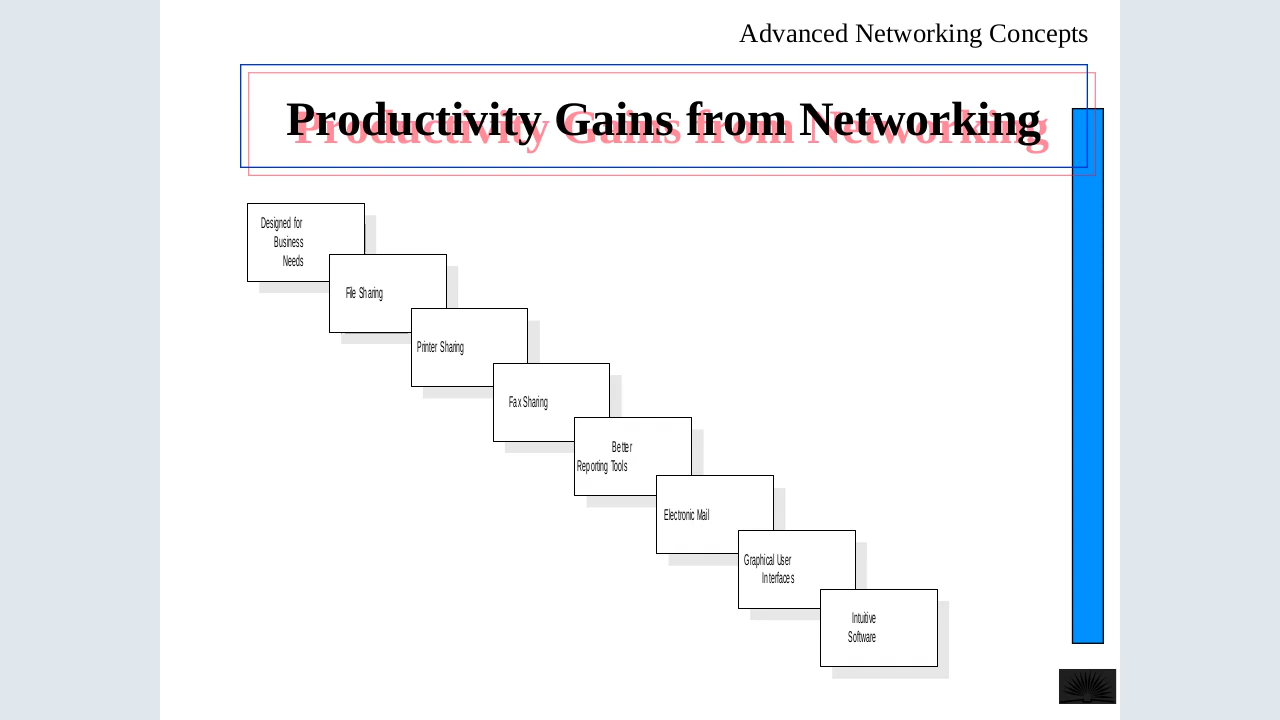 Advanced Networking Concepts
Productivity Gains from Networking
Designed for
Business
Needs
File Sharing
Printer Sharing
Fax Sharing
Better
Reporting Tools
Electronic Mail
Graphical User
Interfaces
Intuitive
Software